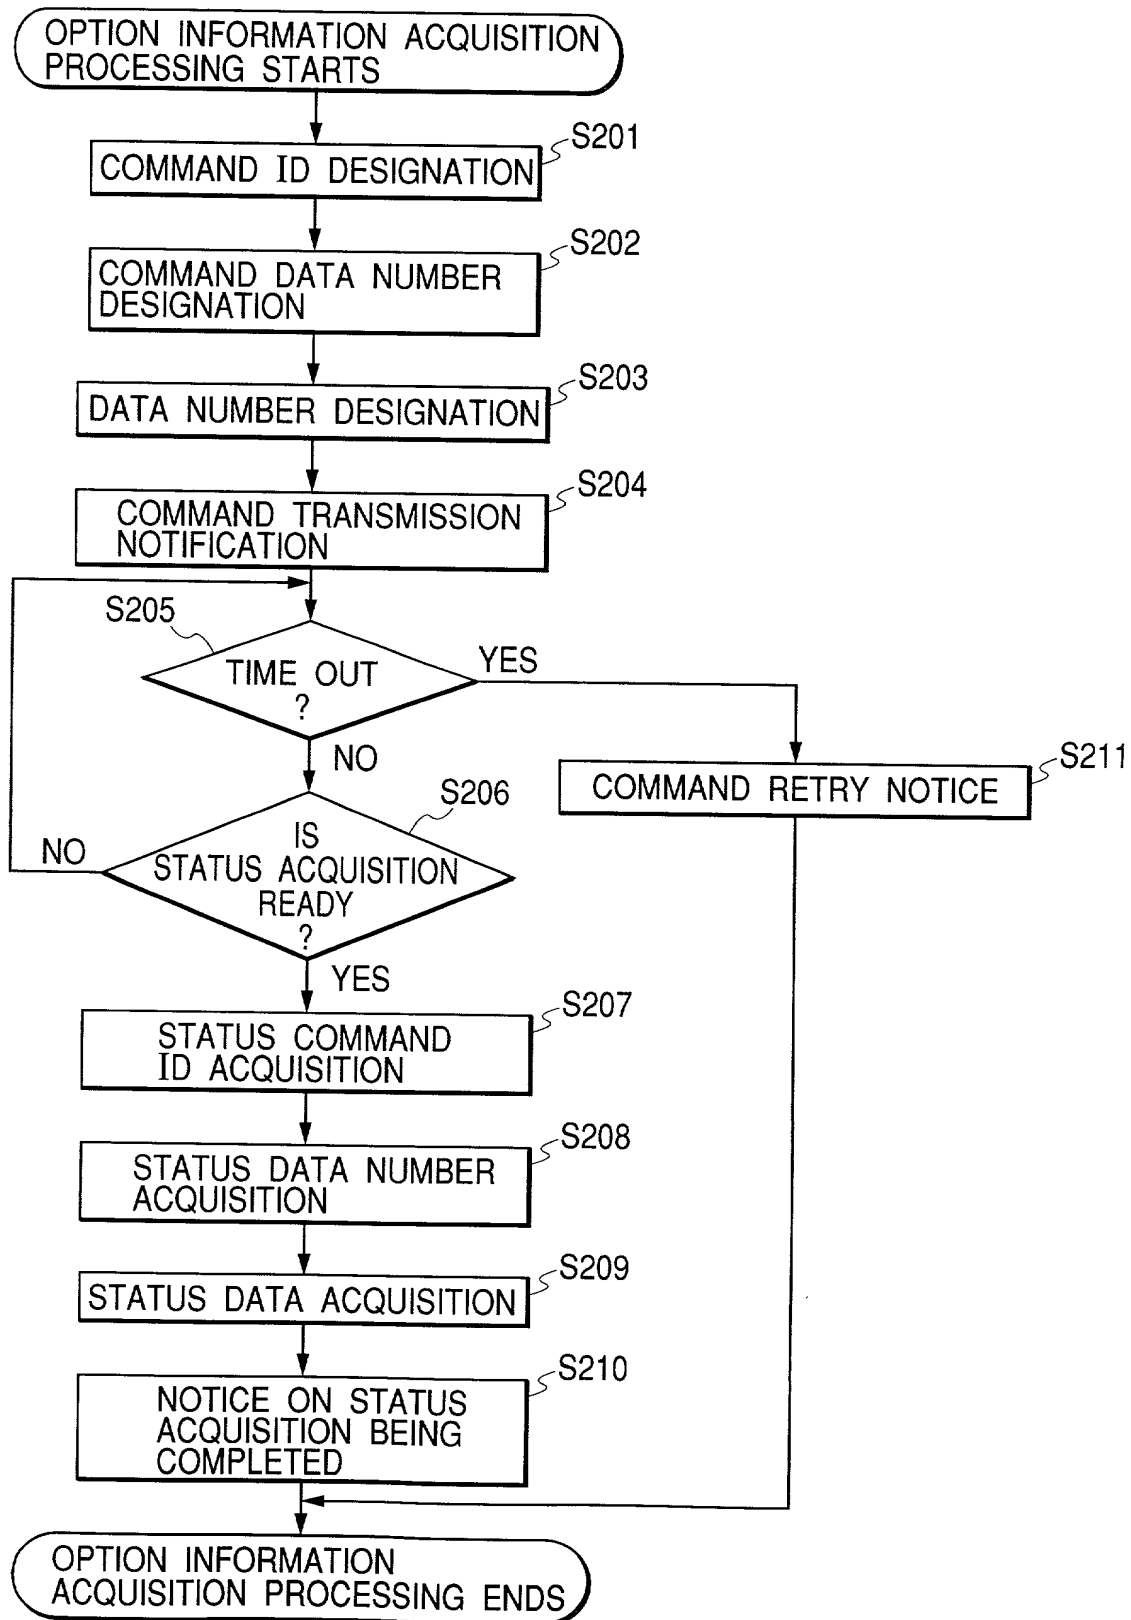 OPTION INFORMATION ACQUISITION
PROCESSING STARTS
S201
COMMAND ID DESIGNATION
S202
COMMAND DATA NUMBER
DESIGNATION
S203
DATA NUMBER DESIGNATION
S204
COMMAND TRANSMISSION
NOTIFICATION
S205
TIME OUT
?
YES
NO
S211
COMMAND RETRY NOTICE
S206
IS
STATUS ACQUISITION
READY
?
NO
YES
S207
STATUS COMMAND
ID ACQUISITION
S208
STATUS DATA NUMBER
ACQUISITION
S209
STATUS DATA ACQUISITION
S210
NOTICE ON STATUS
ACQUISITION BEING
COMPLETED
OPTION INFORMATION
ACQUISITION PROCESSING ENDS